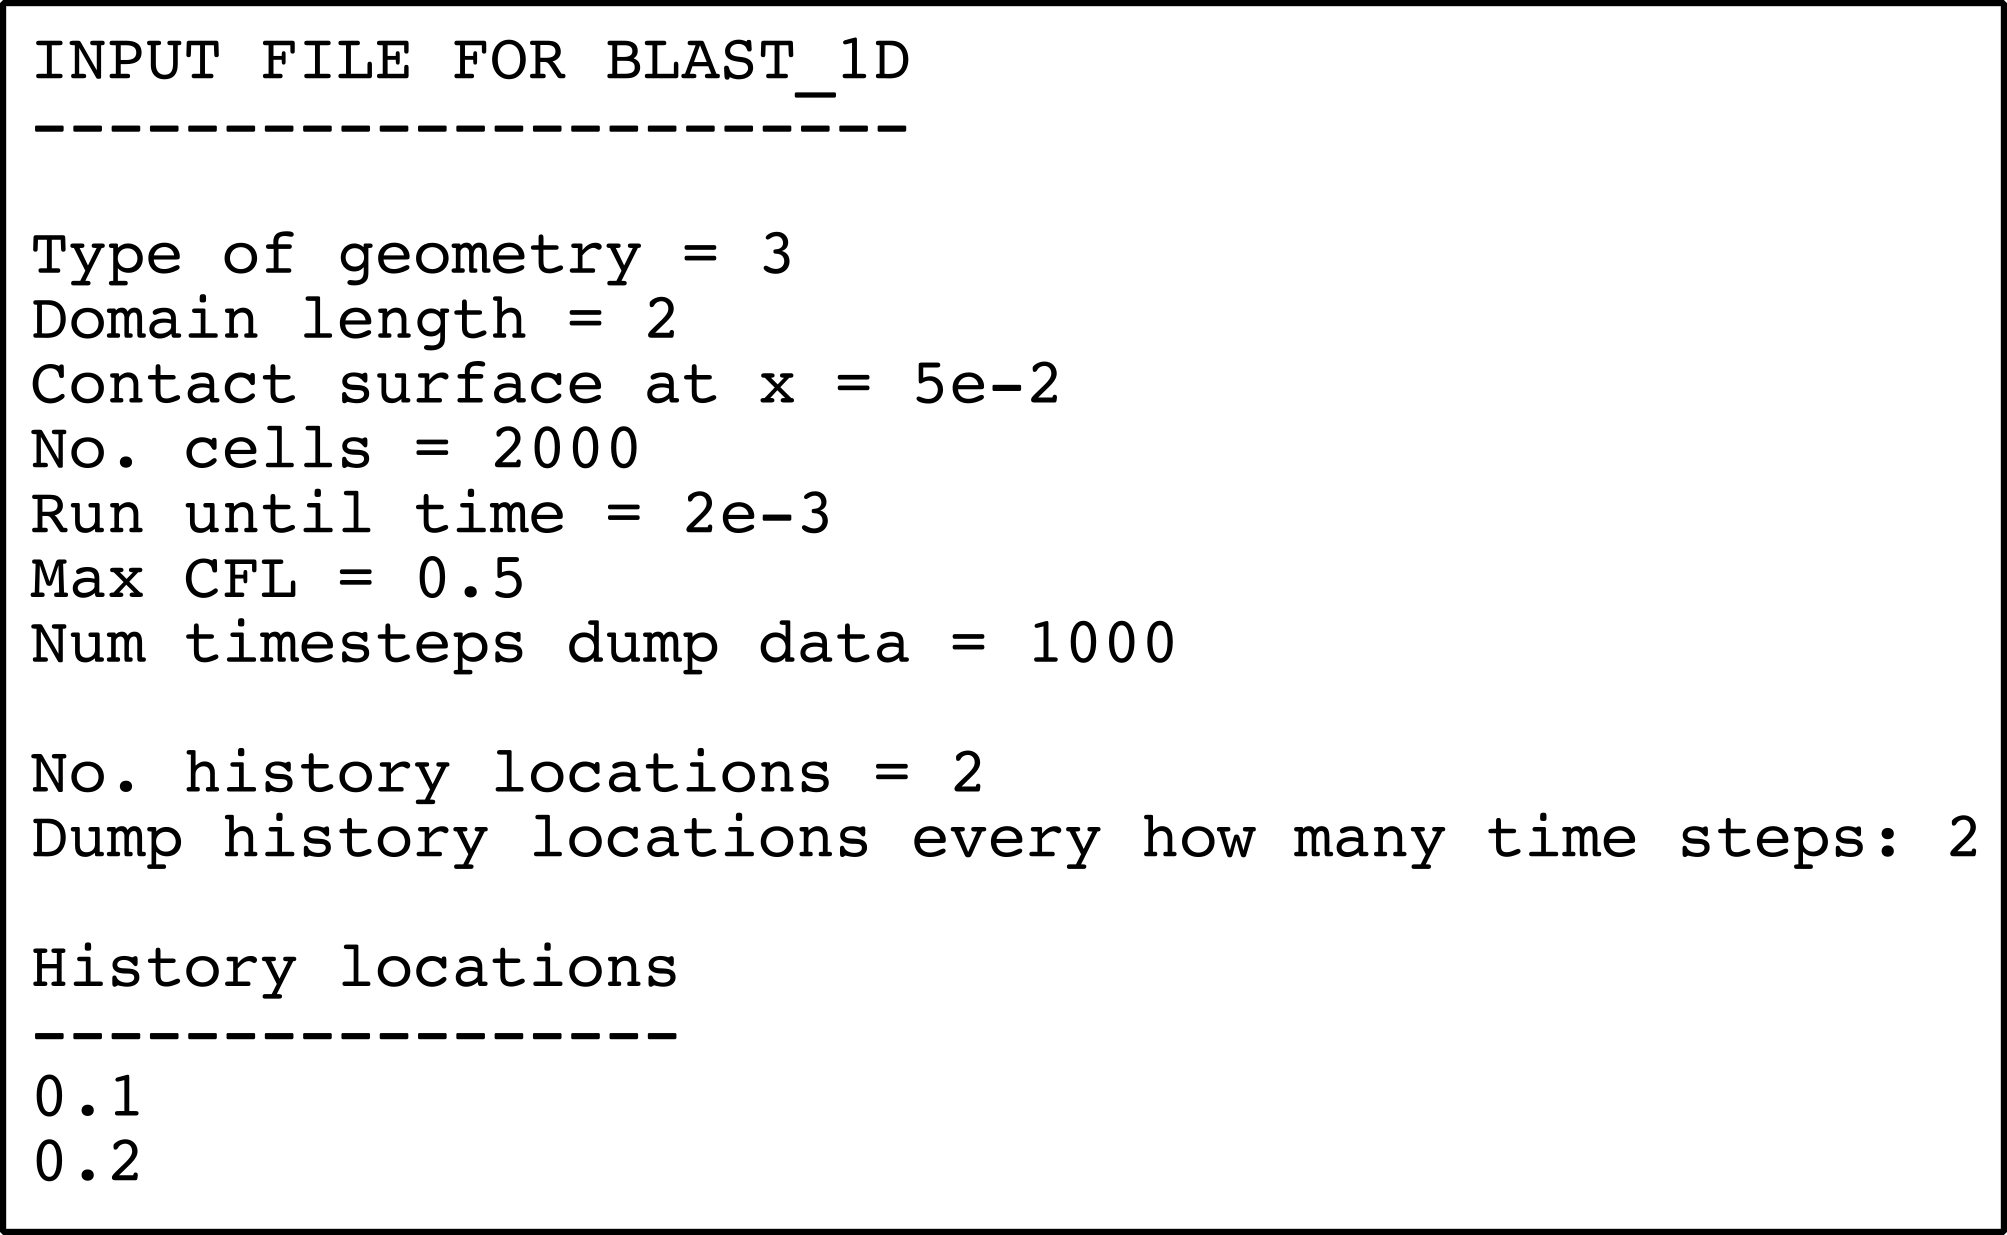 INPUT FILE FOR BLAST_1D
-----------------------
Type of geometry = 3
Domain length = 2
Contact surface at x = 5e-2
No. cells = 2000
Run until time = 2e-3
Max CFL = 0.5
Num timesteps dump data = 1000
No. history locations = 2
Dump history locations every how many time steps: 2
History locations
-----------------
0.1
0.2